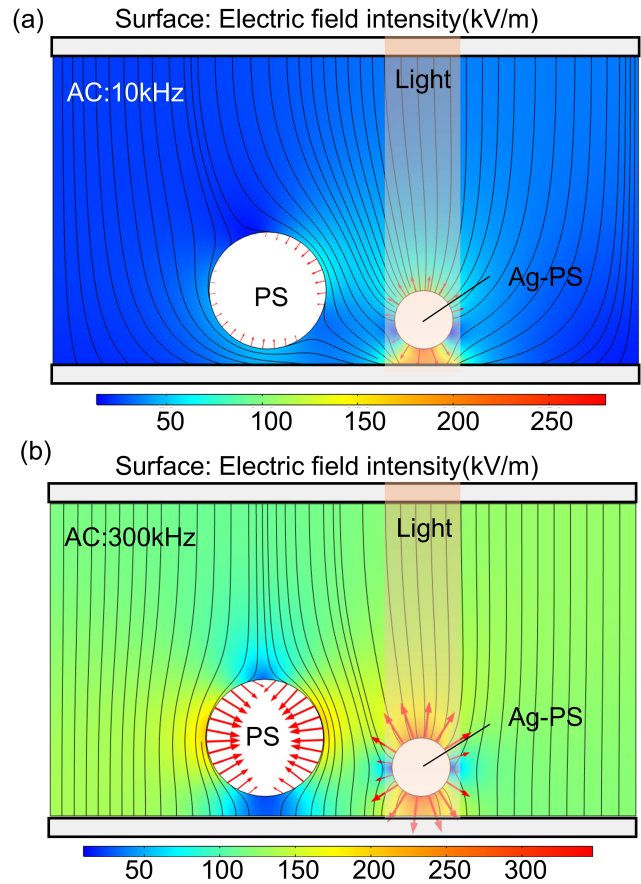 (a)
Surface: Electric field intensity(kV/m)
AC:10kHz
Light
PS
Ag-PS
50 100 150 200 250
(b)
Surface: Electric field intensity(kV/m)
AC:300kHz
Light
PS
Ag-PS
50 100 150 200 250 300